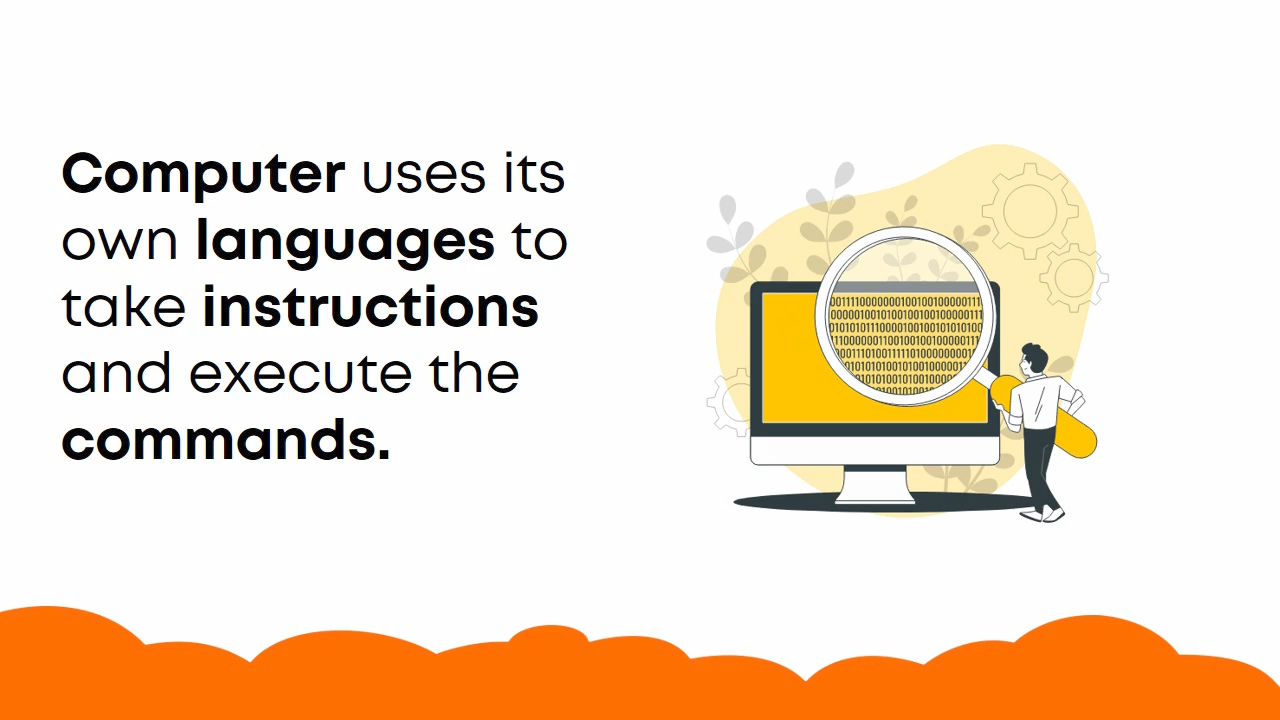 Computer uses its
own languages to
take instructions
and execute the
commands.